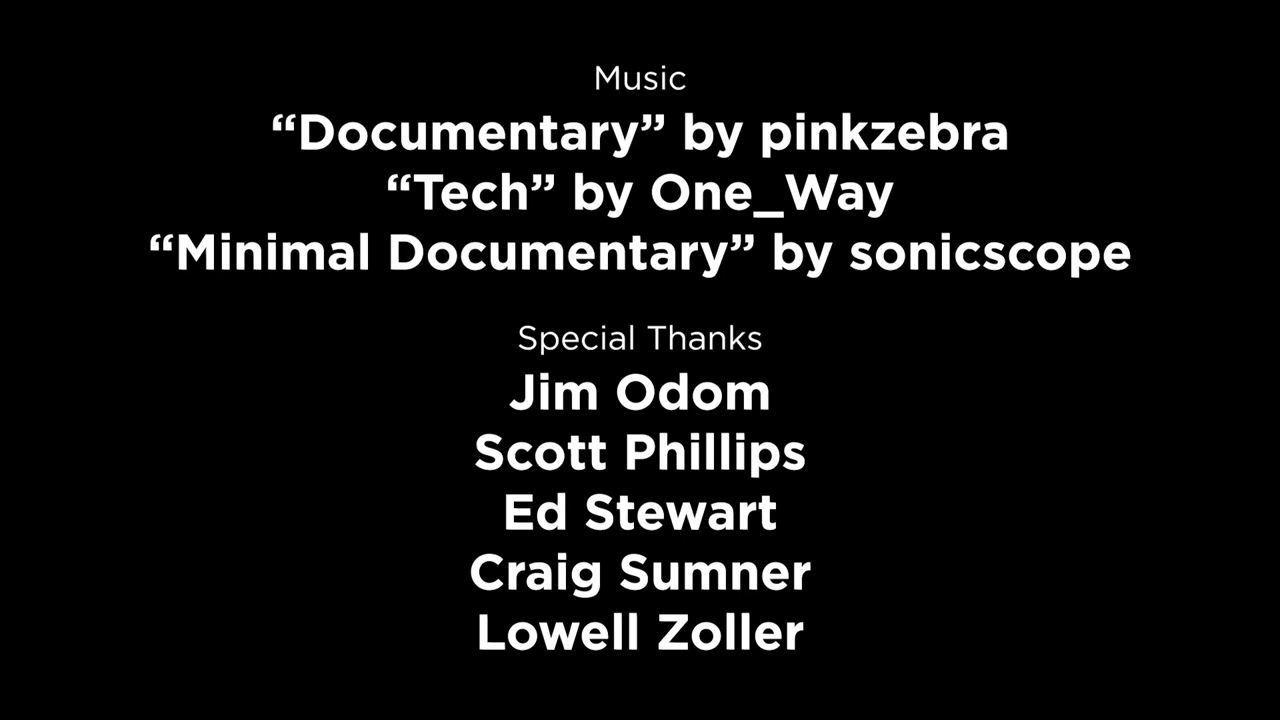 Music
“Documentary” by pinkzebra
“Tech” by One_Way
“Minimal Documentary” by sonicscope
Special Thanks
Jim Odom
Scott Phillips
Ed Stewart
Craig Sumner
Lowell Zoller